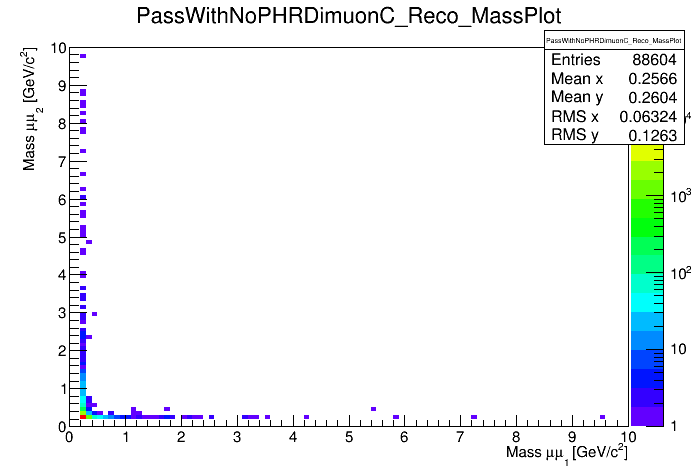 PassWithNoPHRDimuonC_Reco_MassPlot
PassWithNoPHRDimuonC_Reco_MassPlot
Entries 88604
Mean x 0.2566
Mean y 0.2604
RMS x 0.06324
RMS y 0.1263
Mass μμ2 [GeV/c2]
10
9
8
7
6
5
4
3
2
1
0
0 1 2 3 4 5 6 7 8 9 10
Mass μμ1 [GeV/c2]
4
103
102
10
1